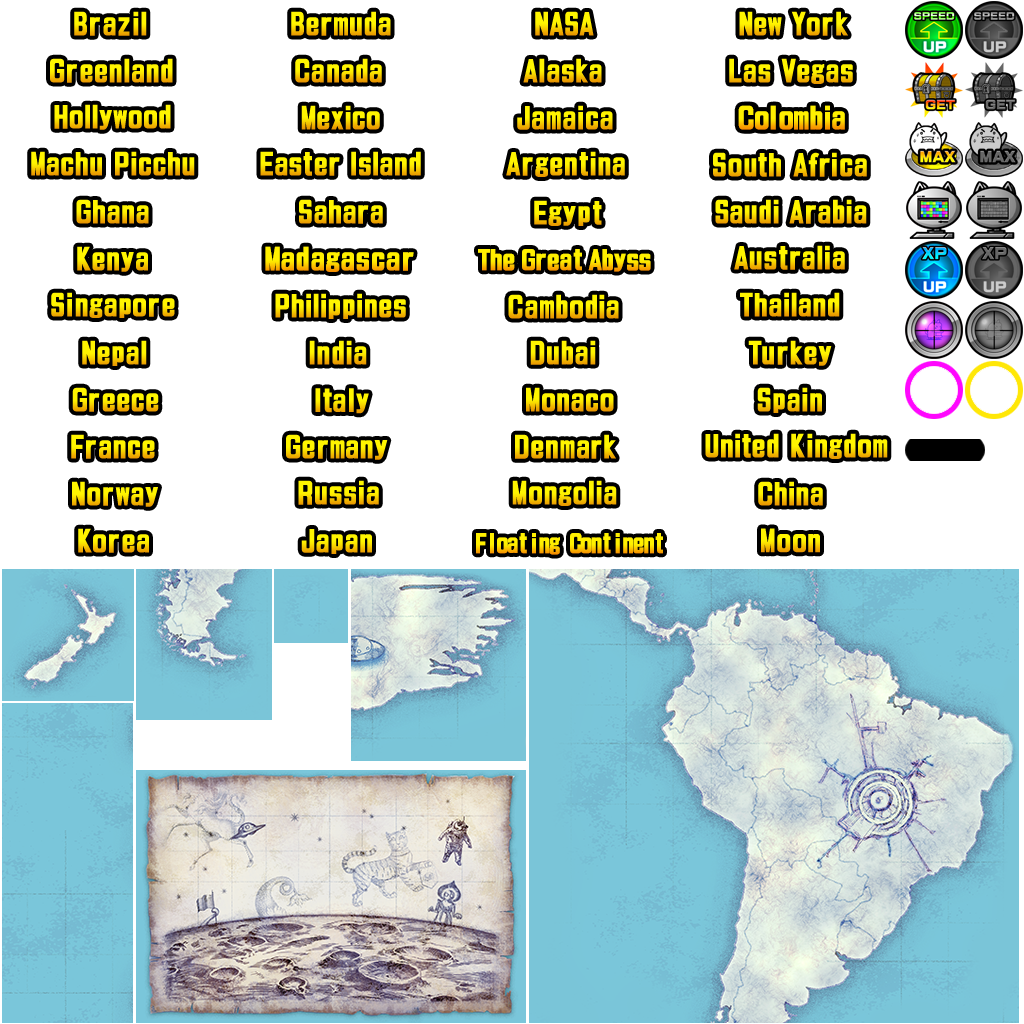 Brazil Bermuda NASA New York
Greenland Canada Alaska Las Vegas
Hollywood Mexico Jamaica Colombia
Machu Picchu Easter Island Argentina South Africa
Ghana Sahara Egypt Saudi Arabia
Kenya Madagascar The Great Abyss Australia
Singapore Philippines Cambodia Thailand
Nepal India Dubai Turkey
Greece Italy Monaco Spain
France Germany Denmark United Kingdom
Norway Russia Mongolia China
Korea Japan Floating Continent Moon
SPEED UP SPEED UP
GET GET
MAX MAX
XP UP XP UP